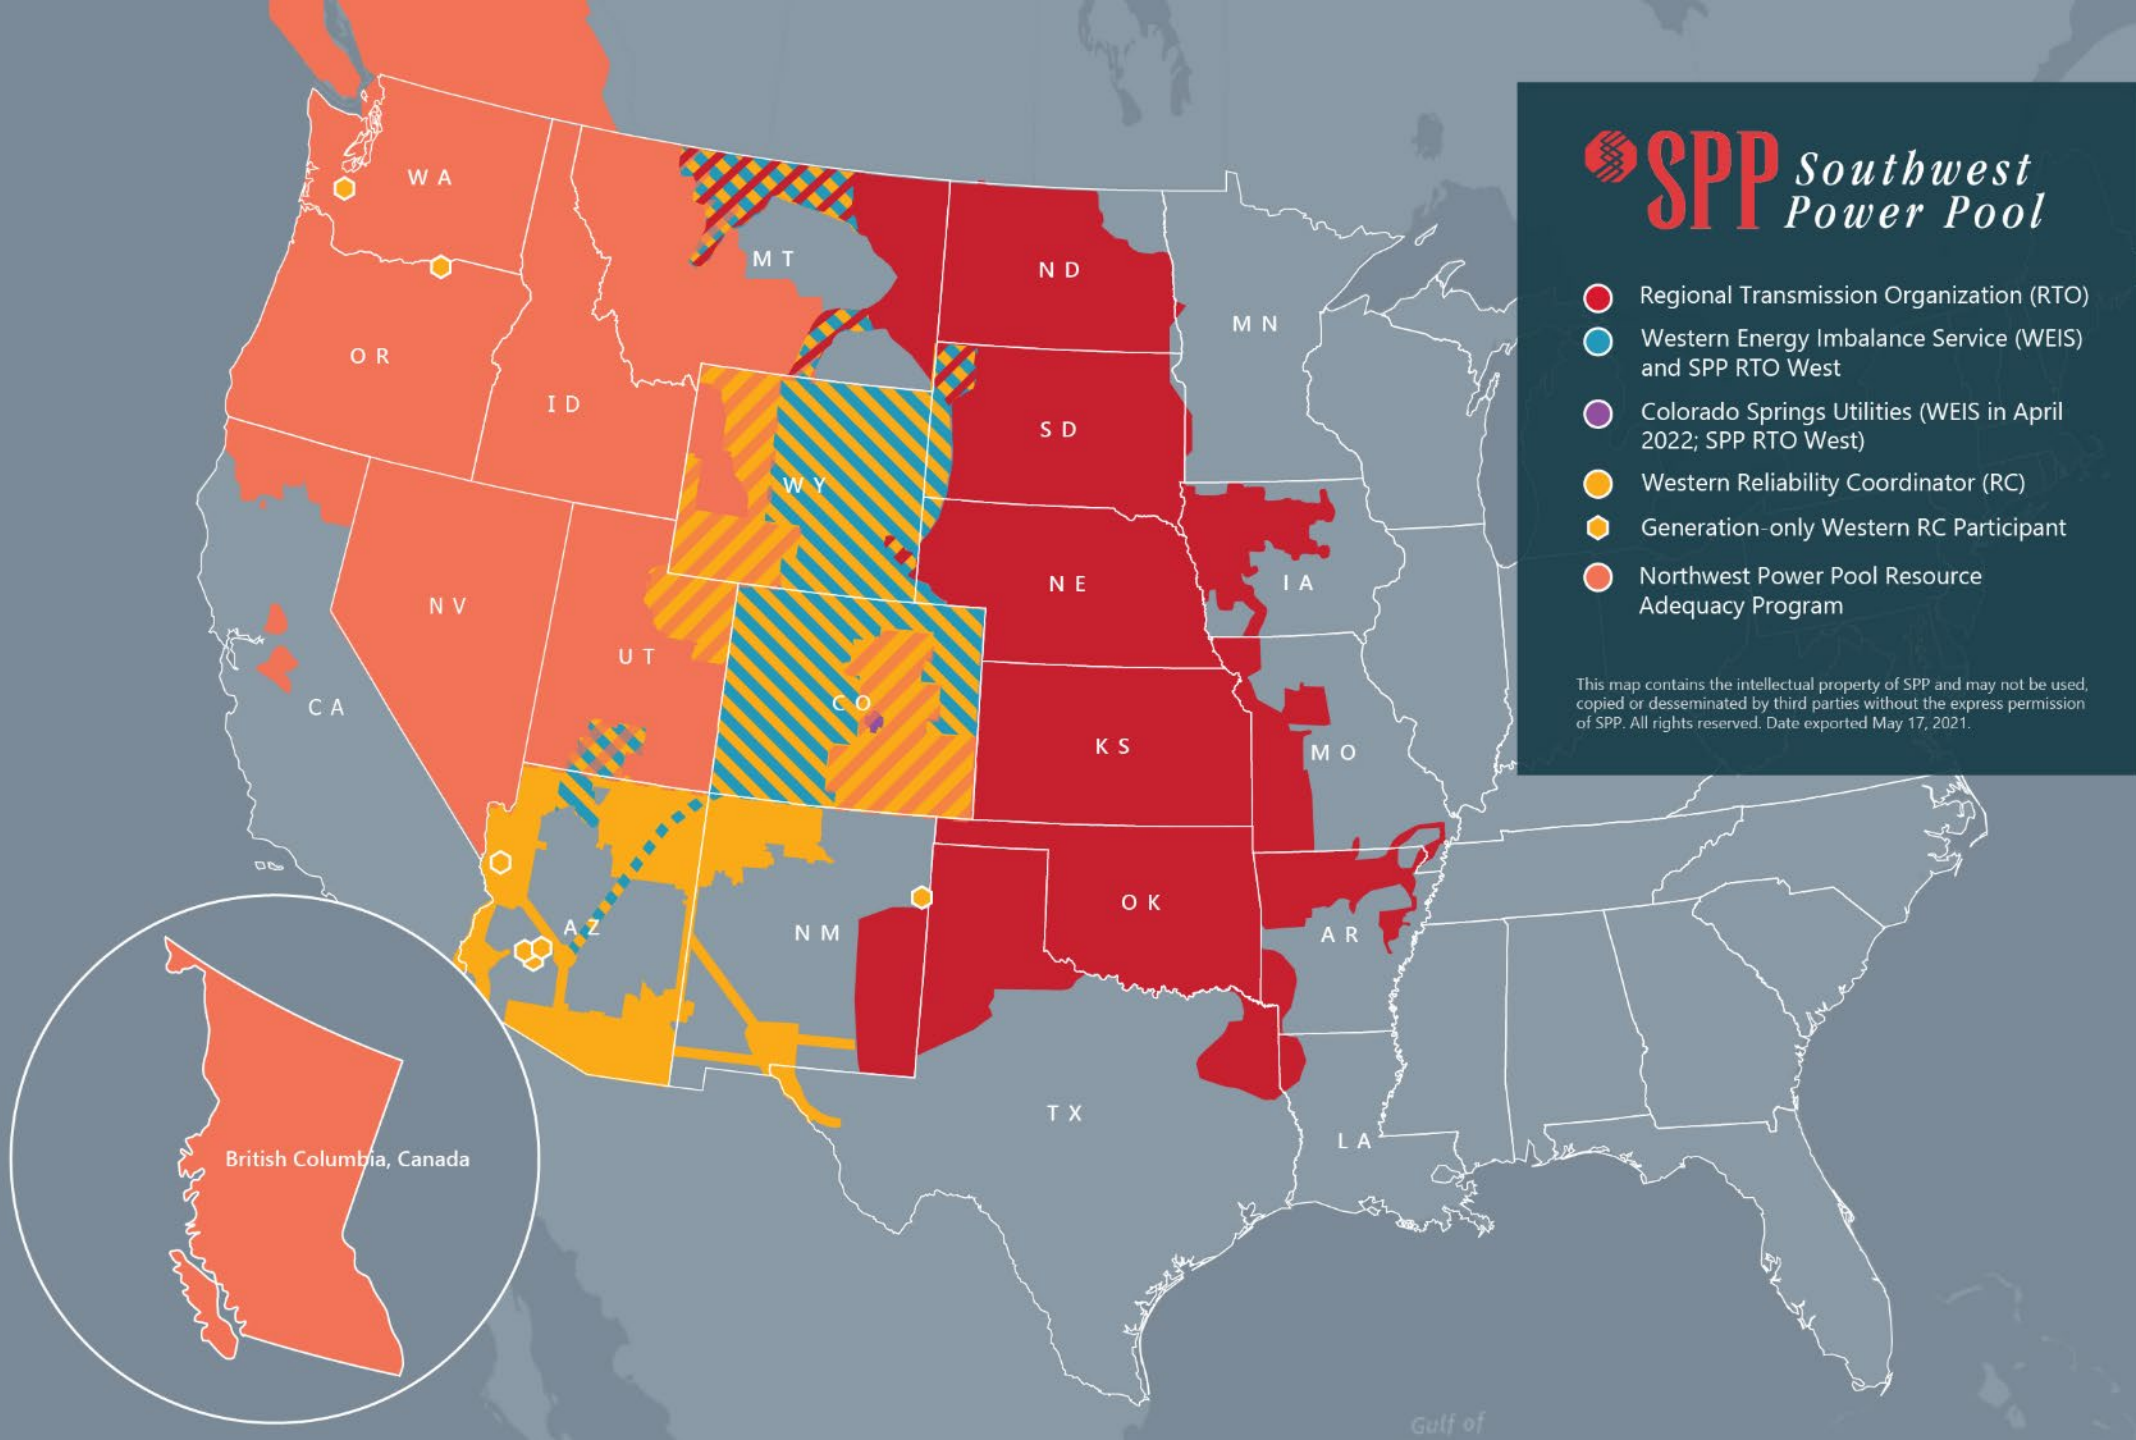 SPP Southwest
Power Pool
Regional Transmission Organization (RTO)
Western Energy Imbalance Service (WEIS)
and SPP RTO West
Colorado Springs Utilities (WEIS in April
2022; SPP RTO West)
Western Reliability Coordinator (RC)
Generation-only Western RC Participant
Northwest Power Pool Resource
Adequacy Program
This map contains the intellectual property of SPP and may not be used,
copied or desseminated by third parties without the express permission
of SPP. All rights reserved. Date exported May 17, 2021.
WA
MT
ND
MN
OR
ID
SD
WY
NE
IA
NV
UT
CO
CA
KS
MO
OK
AZ
NM
AR
TX
LA
British Columbia, Canada
Gulf of